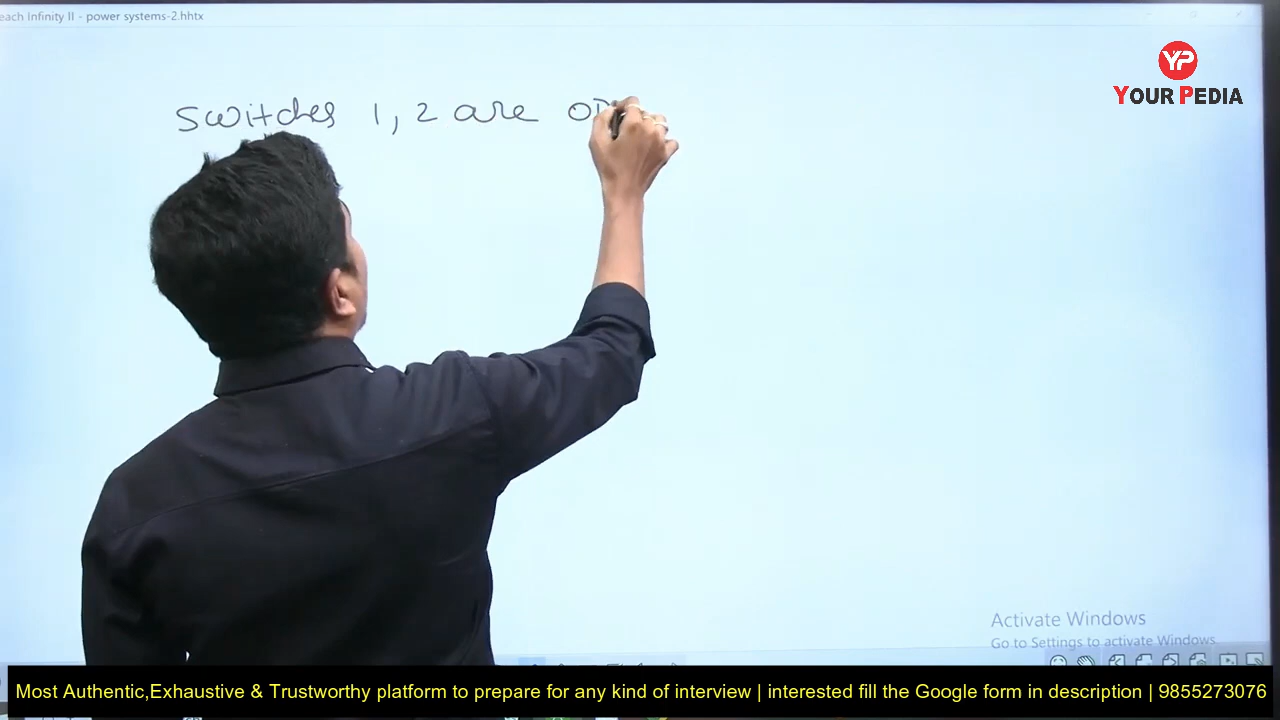 each Infinity II - power systems-2.hhtx
YP
YOUR PEDIA
switches 1, 2 are
Activate Windows
Go to Settings to activate Windows.
Most Authentic,Exhaustive & Trustworthy platform to prepare for any kind of interview | interested fill the Google form in description | 9855273076